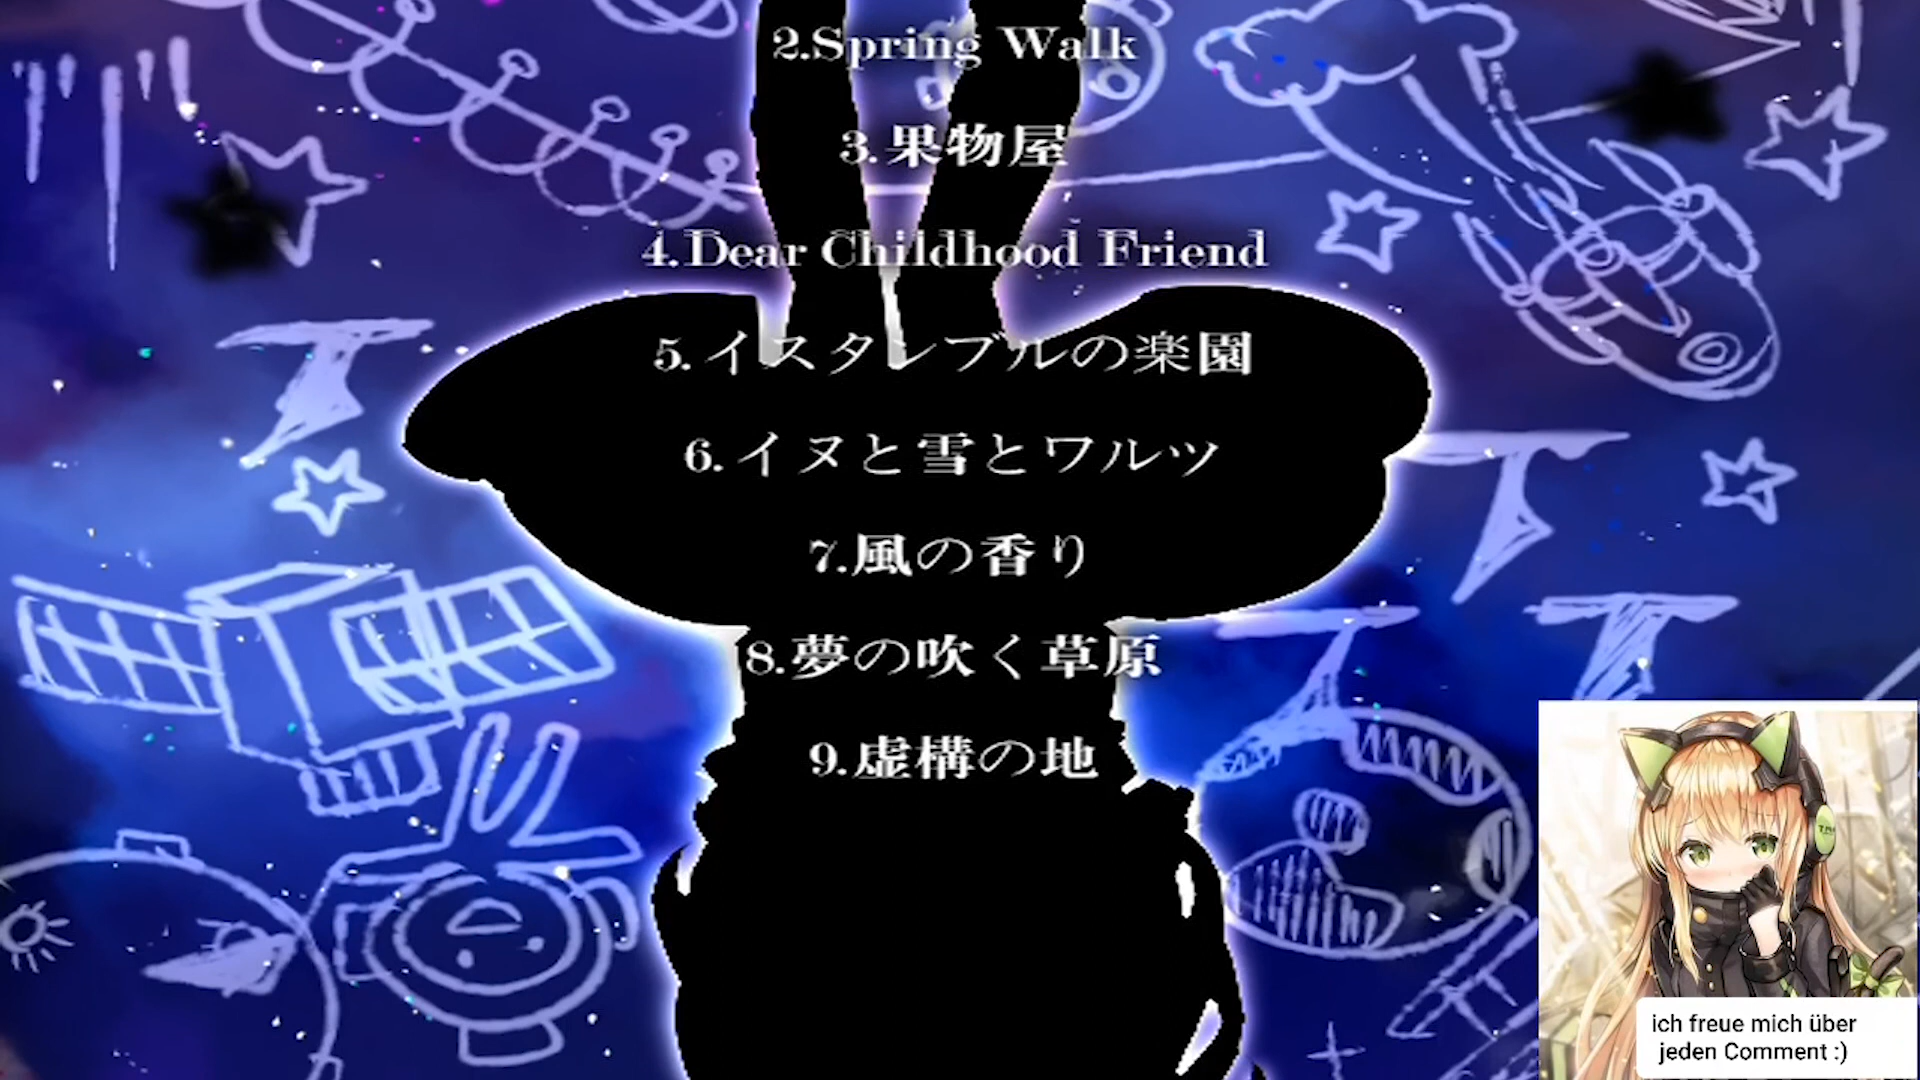 2.Spring Walk
3.果物屋
4.Dear Childhood Friend
5.イスタンブルの楽園
6.イヌと雪とワルツ
7.風の香り
8.夢の吹く草原
9.虚構の地
ich freue mich über
jeden Comment :)